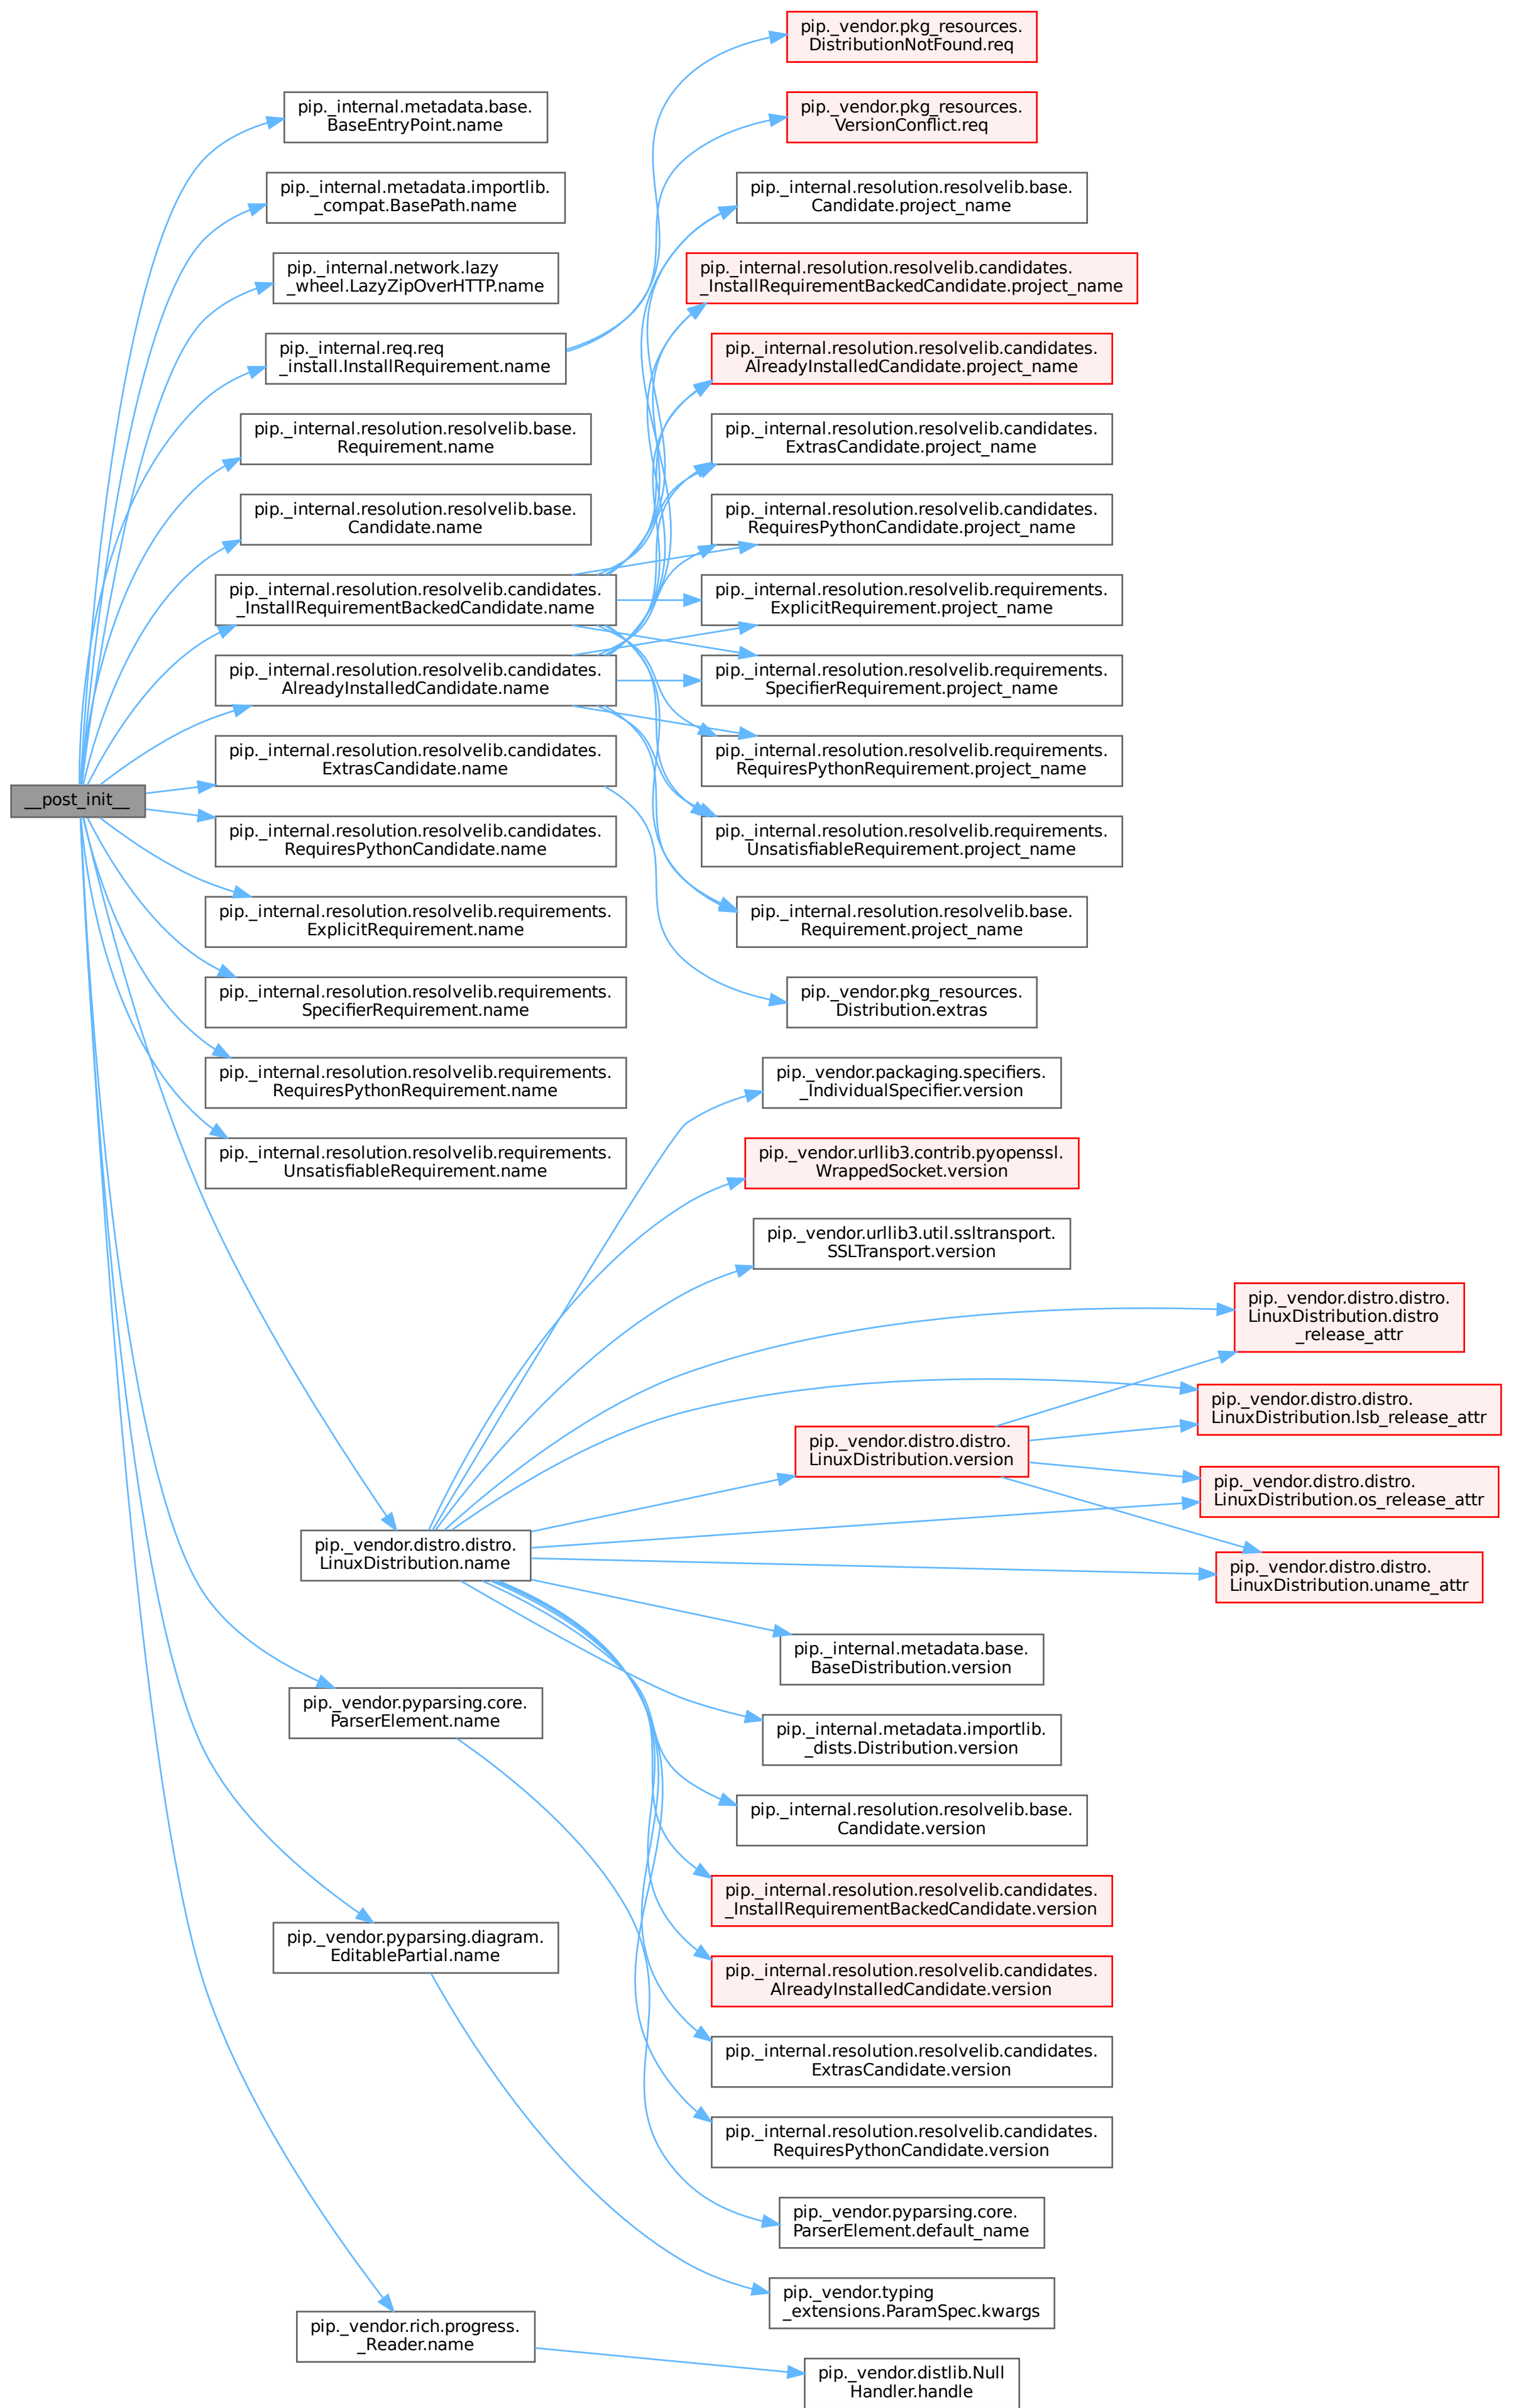 __post_init__
pip._internal.metadata.base.
BaseEntryPoint.name
pip._internal.metadata.importlib.
_compat.BasePath.name
pip._internal.network.lazy
_wheel.LazyZipOverHTTP.name
pip._internal.req.req
_install.InstallRequirement.name
pip._internal.resolution.resolvelib.base.
Requirement.name
pip._internal.resolution.resolvelib.base.
Candidate.name
pip._internal.resolution.resolvelib.candidates.
_InstallRequirementBackedCandidate.name
pip._internal.resolution.resolvelib.candidates.
AlreadyInstalledCandidate.name
pip._internal.resolution.resolvelib.candidates.
ExtrasCandidate.name
pip._internal.resolution.resolvelib.candidates.
RequiresPythonCandidate.name
pip._internal.resolution.resolvelib.requirements.
ExplicitRequirement.name
pip._internal.resolution.resolvelib.requirements.
SpecifierRequirement.name
pip._internal.resolution.resolvelib.requirements.
RequiresPythonRequirement.name
pip._internal.resolution.resolvelib.requirements.
UnsatisfiableRequirement.name
pip._vendor.distro.distro.
LinuxDistribution.name
pip._vendor.pyparsing.core.
ParserElement.name
pip._vendor.pyparsing.diagram.
EditablePartial.name
pip._vendor.rich.progress.
_Reader.name
pip._vendor.pkg_resources.
DistributionNotFound.req
pip._vendor.pkg_resources.
VersionConflict.req
pip._internal.resolution.resolvelib.base.
Candidate.project_name
pip._internal.resolution.resolvelib.candidates.
_InstallRequirementBackedCandidate.project_name
pip._internal.resolution.resolvelib.candidates.
AlreadyInstalledCandidate.project_name
pip._internal.resolution.resolvelib.candidates.
ExtrasCandidate.project_name
pip._internal.resolution.resolvelib.candidates.
RequiresPythonCandidate.project_name
pip._internal.resolution.resolvelib.requirements.
ExplicitRequirement.project_name
pip._internal.resolution.resolvelib.requirements.
SpecifierRequirement.project_name
pip._internal.resolution.resolvelib.requirements.
RequiresPythonRequirement.project_name
pip._internal.resolution.resolvelib.requirements.
UnsatisfiableRequirement.project_name
pip._internal.resolution.resolvelib.base.
Requirement.project_name
pip._vendor.pkg_resources.
Distribution.extras
pip._vendor.packaging.specifiers.
_IndividualSpecifier.version
pip._vendor.urllib3.contrib.pyopenssl.
WrappedSocket.version
pip._vendor.urllib3.util.ssltransport.
SSLTransport.version
pip._vendor.distro.distro.
LinuxDistribution.version
pip._internal.metadata.base.
BaseDistribution.version
pip._internal.metadata.importlib.
_dists.Distribution.version
pip._internal.resolution.resolvelib.base.
Candidate.version
pip._internal.resolution.resolvelib.candidates.
_InstallRequirementBackedCandidate.version
pip._internal.resolution.resolvelib.candidates.
AlreadyInstalledCandidate.version
pip._internal.resolution.resolvelib.candidates.
ExtrasCandidate.version
pip._internal.resolution.resolvelib.candidates.
RequiresPythonCandidate.version
pip._vendor.pyparsing.core.
ParserElement.default_name
pip._vendor.typing
_extensions.ParamSpec.kwargs
pip._vendor.distlib.Null
Handler.handle
pip._vendor.distro.distro.
LinuxDistribution.distro
_release_attr
pip._vendor.distro.distro.
LinuxDistribution.lsb_release_attr
pip._vendor.distro.distro.
LinuxDistribution.os_release_attr
pip._vendor.distro.distro.
LinuxDistribution.uname_attr